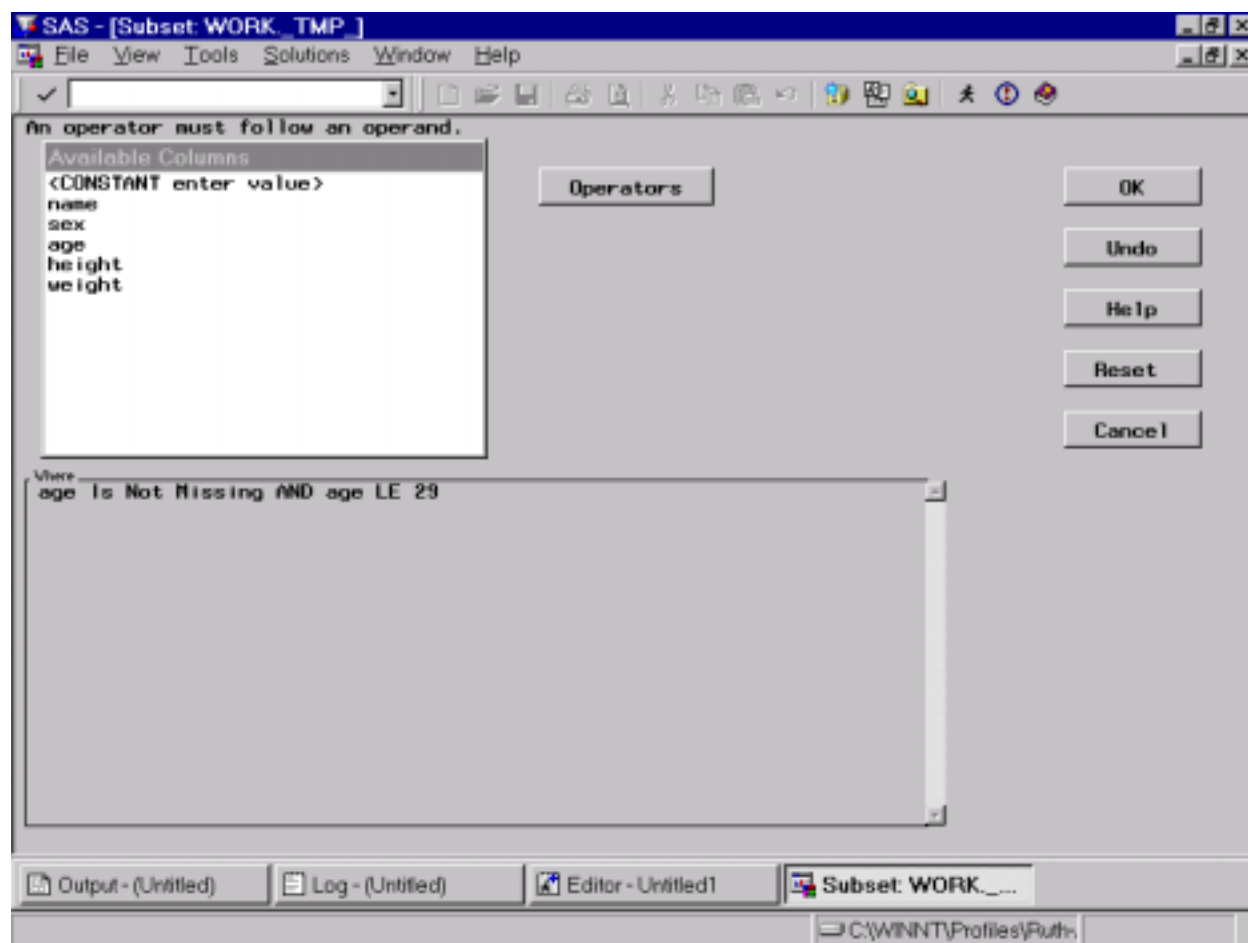 SAS - [Subset: WORK._TMP_]
File View Tools Solutions Window Help
An operator must follow an operand.
Available Columns
<CONSTANT enter value>
name
sex
age
height
weight
Operators
OK
Undo
Help
Reset
Cancel
Where
age Is Not Missing AND age LE 29
Output - (Untitled)
Log - (Untitled)
Editor - Untitled1
Subset: WORK._...
C:\WINNT\Profiles\Ruth